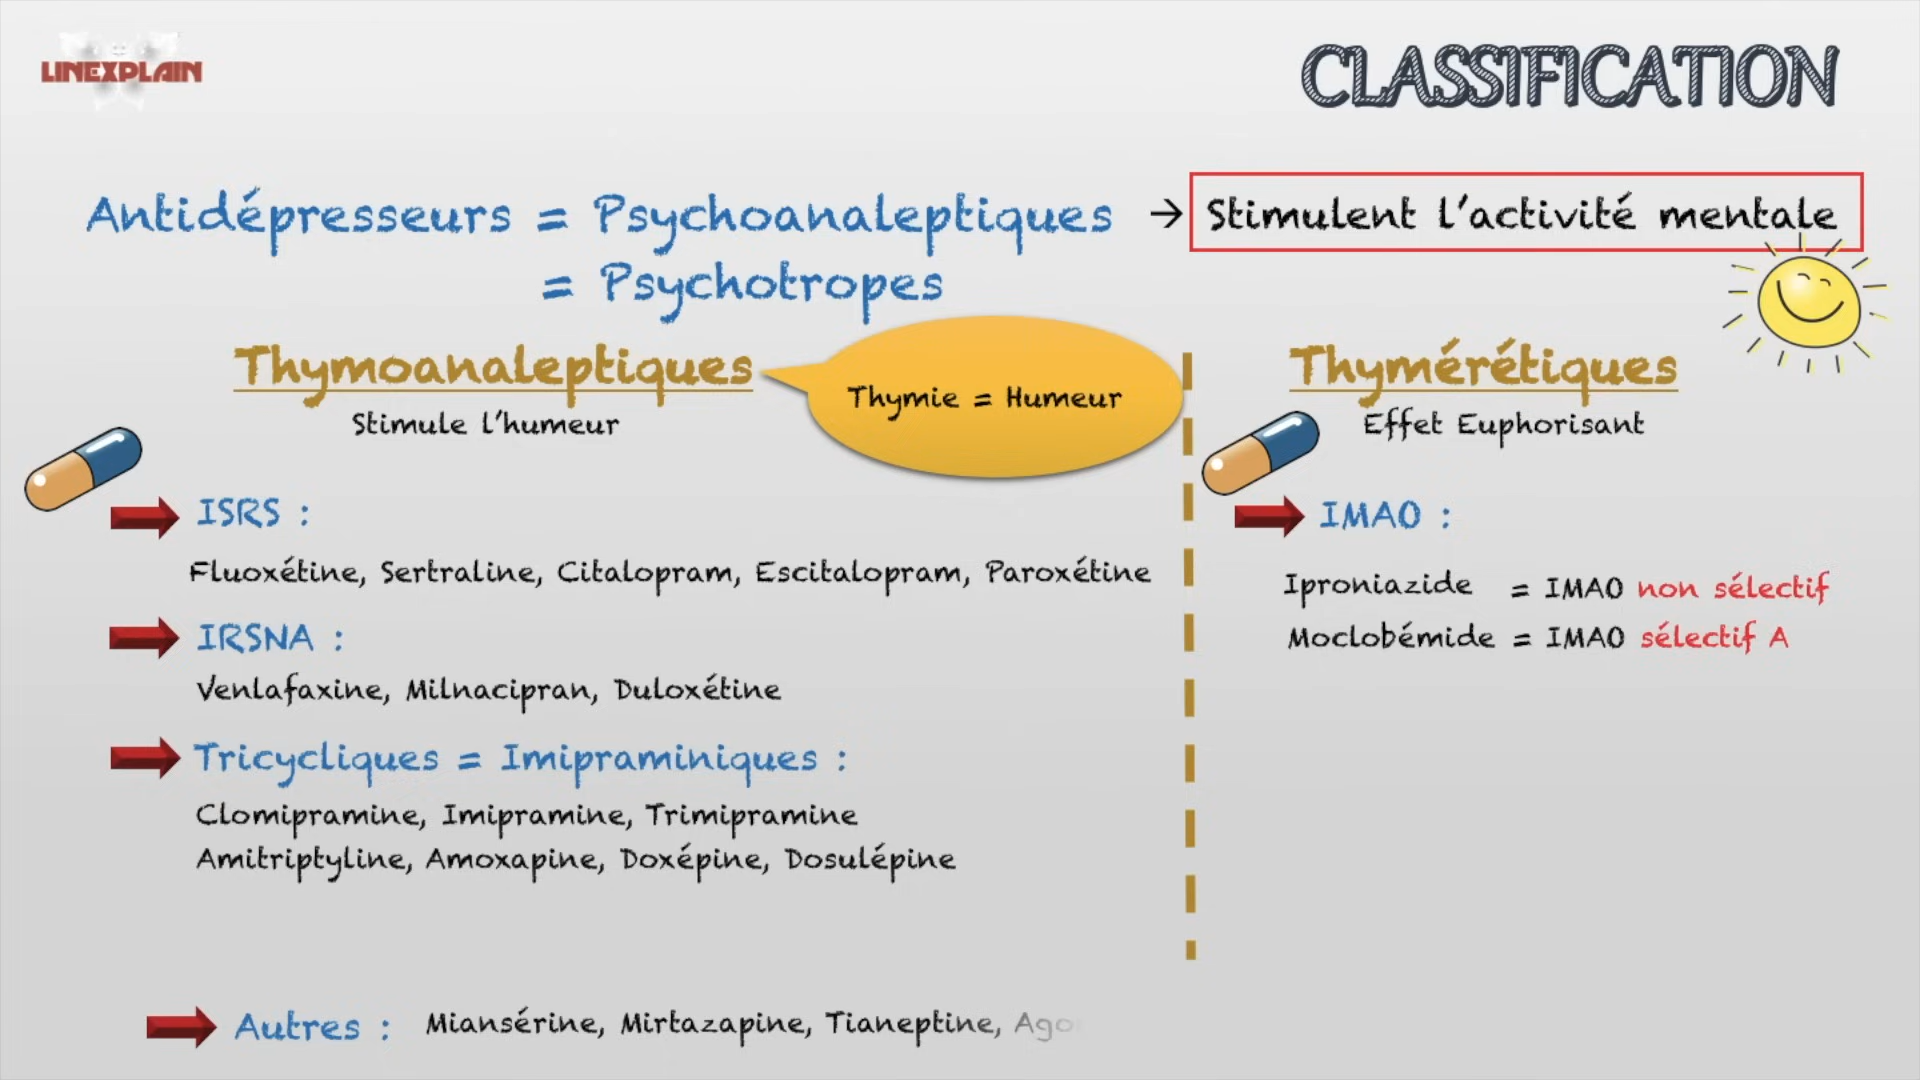 LINEXPLAIN
CLASSIFICATION
Antidépresseurs = Psychoanaleptiques → Stimulent l'activité mentale
= Psychotropes
Thymoanaleptiques
Stimule l'humeur
Thymie = Humeur
ISRS :
Fluoxétine, Sertraline, Citalopram, Escitalopram, Paroxétine
IRSNA :
Venlafaxine, Milnacipran, Duloxétine
Tricycliques = Imipraminiques :
Clomipramine, Imipramine, Trimipramine
Amitriptyline, Amoxapine, Doxépine, Dosulépine
Thymérétiques
Effet Euphorisant
IMAO :
Iproniazide = IMAO non sélectif
Moclobémide = IMAO sélectif A
Autres : Miansérine, Mirtazapine, Tianeptine,